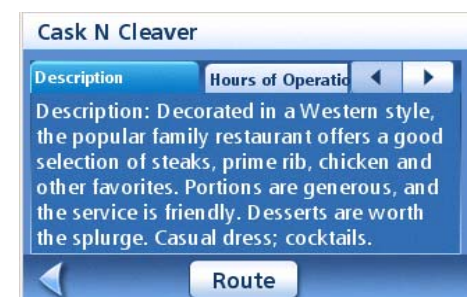 Cask N Cleaver
Description
Hours of Operatio
Description: Decorated in a Western style,
the popular family restaurant offers a good
selection of steaks, prime rib, chicken and
other favorites. Portions are generous, and
the service is friendly. Desserts are worth
the splurge. Casual dress; cocktails.
Route